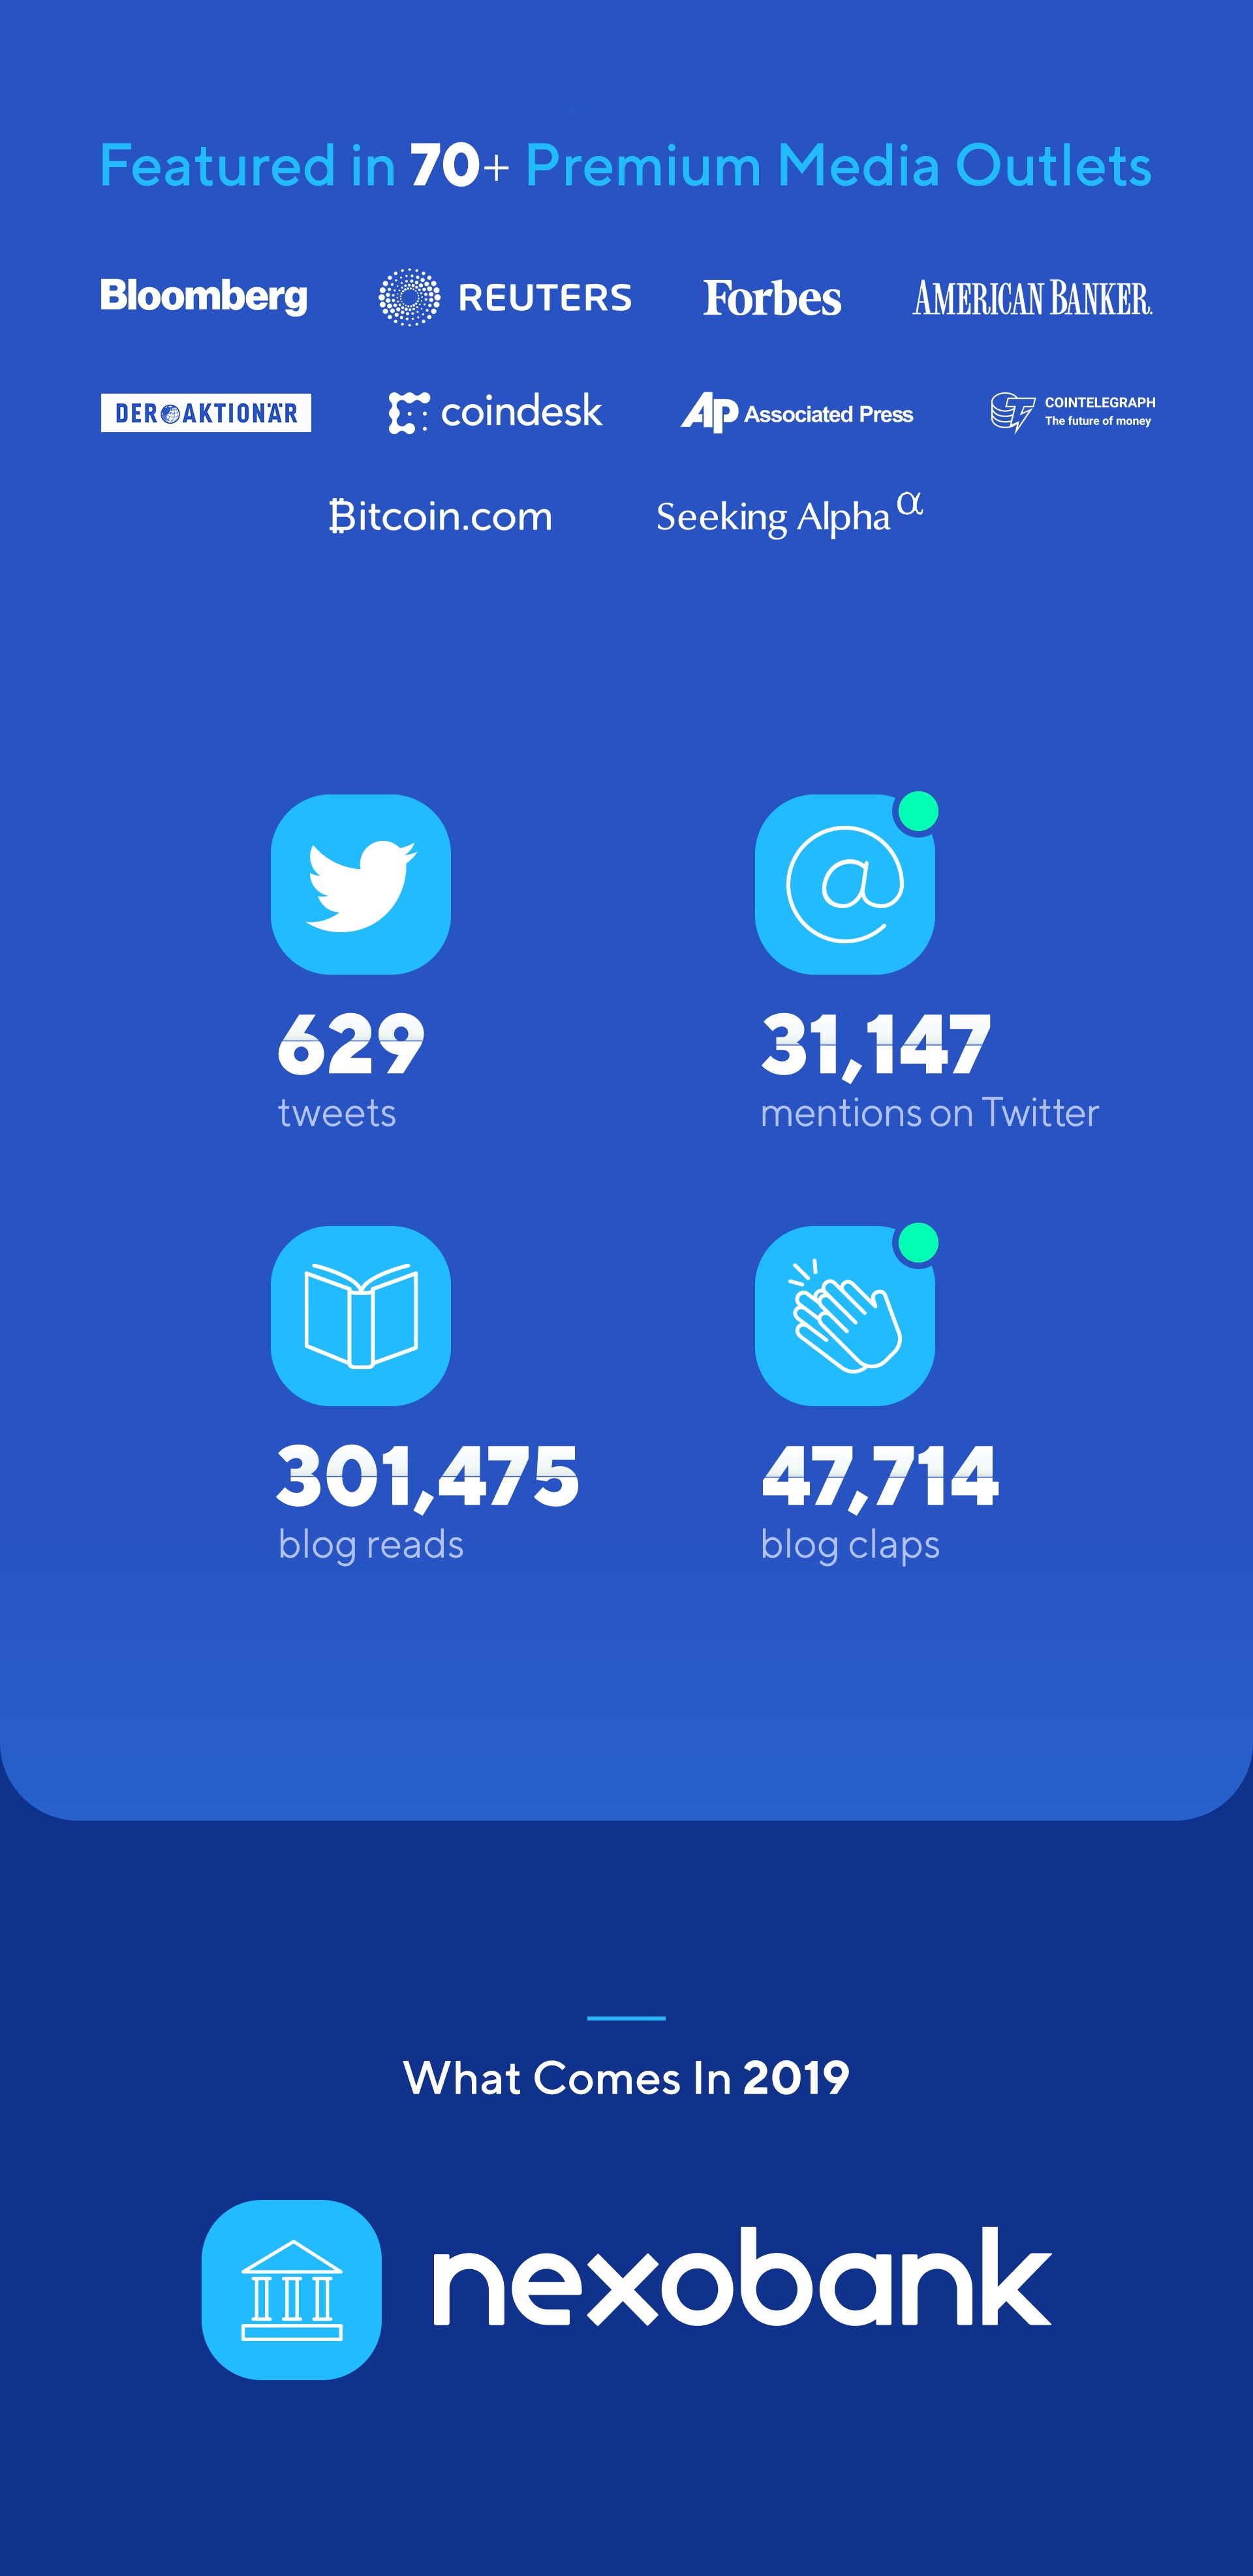 Featured in 70+ Premium Media Outlets
Bloomberg REUTERS Forbes AMERICAN BANKER.
DER AKTIONÄR coindesk AP Associated Press COINTELEGRAPH
The future of money
₿itcoin.com Seeking Alpha α
@
629 31,147
tweets mentions on Twitter
301,475 47,714
blog reads blog claps
What Comes In 2019
nexobank